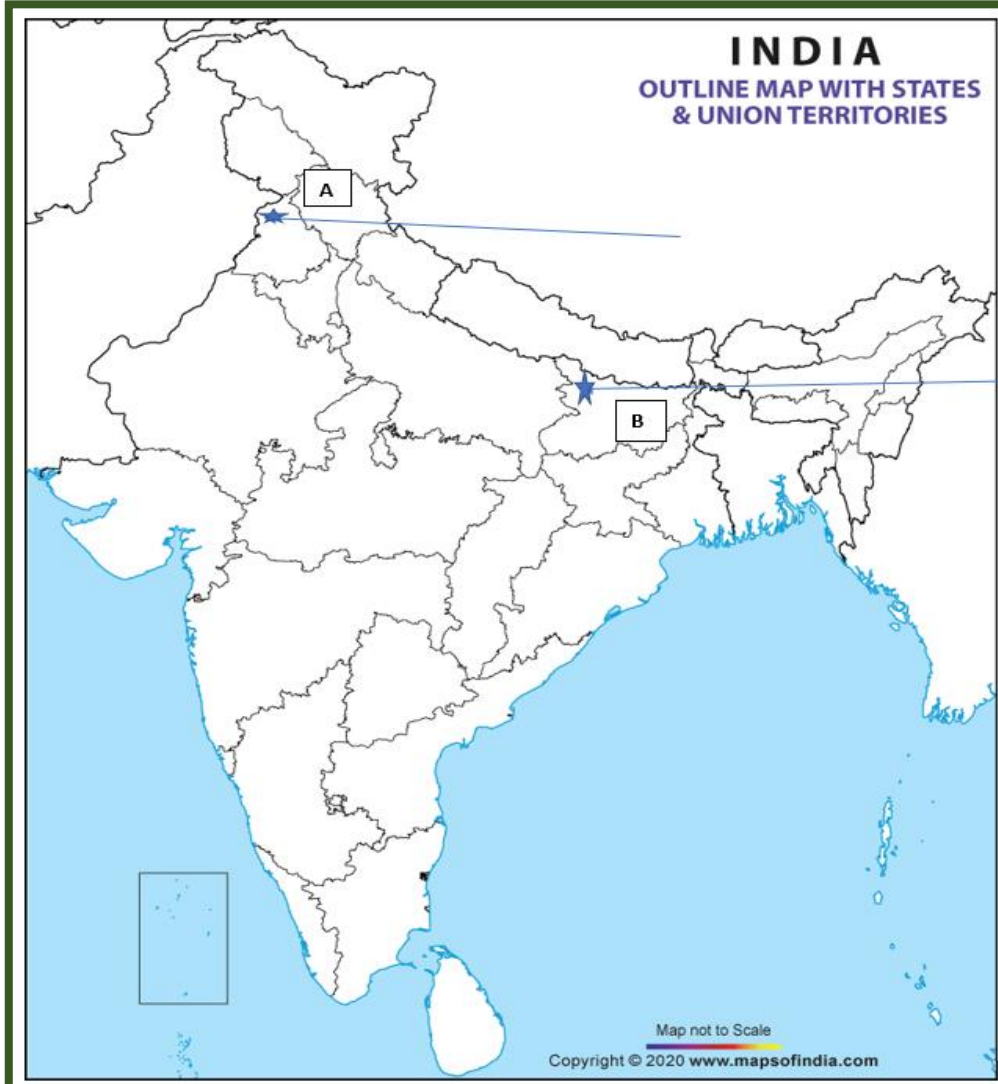 INDIA
OUTLINE MAP WITH STATES
& UNION TERRITORIES
A
B
Map not to Scale
Copyright © 2020 www.mapsofindia.com